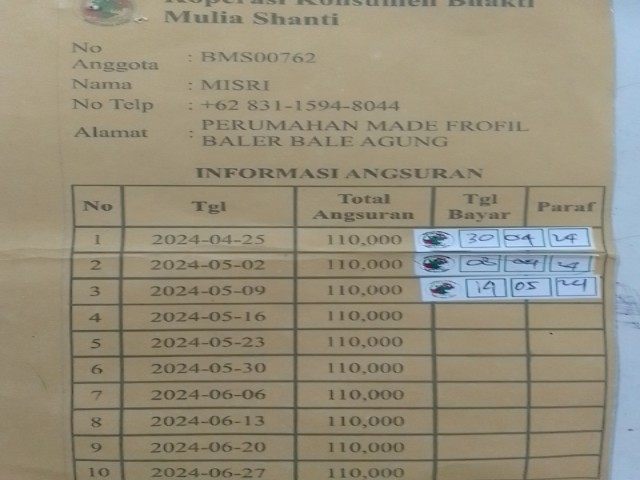 Koperasi Konsumen Bhakti
Mulia Shanti
No Anggota : BMS00762
Nama : MISRI
No Telp : +62 831-1594-8044
Alamat : PERUMAHAN MADE FROFIL
BALER BALE AGUNG
INFORMASI ANGSURAN
No Tgl Total Angsuran Tgl Bayar Paraf
1 2024-04-25 110,000 30 04 24
2 2024-05-02 110,000
3 2024-05-09 110,000 14 05 24
4 2024-05-16 110,000
5 2024-05-23 110,000
6 2024-05-30 110,000
7 2024-06-06 110,000
8 2024-06-13 110,000
9 2024-06-20 110,000
10 2024-06-27 110,000